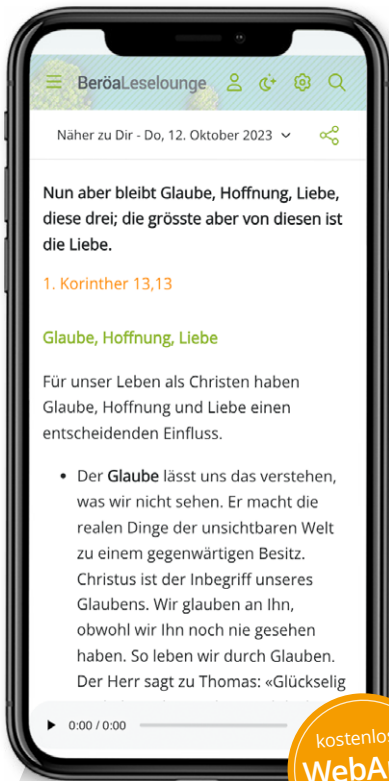 BeröaLeselounge
Näher zu Dir - Do, 12. Oktober 2023
Nun aber bleibt Glaube, Hoffnung, Liebe,
diese drei; die grösste aber von diesen ist
die Liebe.
1. Korinther 13,13
Glaube, Hoffnung, Liebe
Für unser Leben als Christen haben
Glaube, Hoffnung und Liebe einen
entscheidenden Einfluss.
• Der Glaube lässt uns das verstehen,
was wir nicht sehen. Er macht die
realen Dinge der unsichtbaren Welt
zu einem gegenwärtigen Besitz.
Christus ist der Inbegriff unseres
Glaubens. Wir glauben an Ihn,
obwohl wir Ihn noch nie gesehen
haben. So leben wir durch Glauben.
Der Herr sagt zu Thomas: «Glückselig
0:00 / 0:00
kostenlos